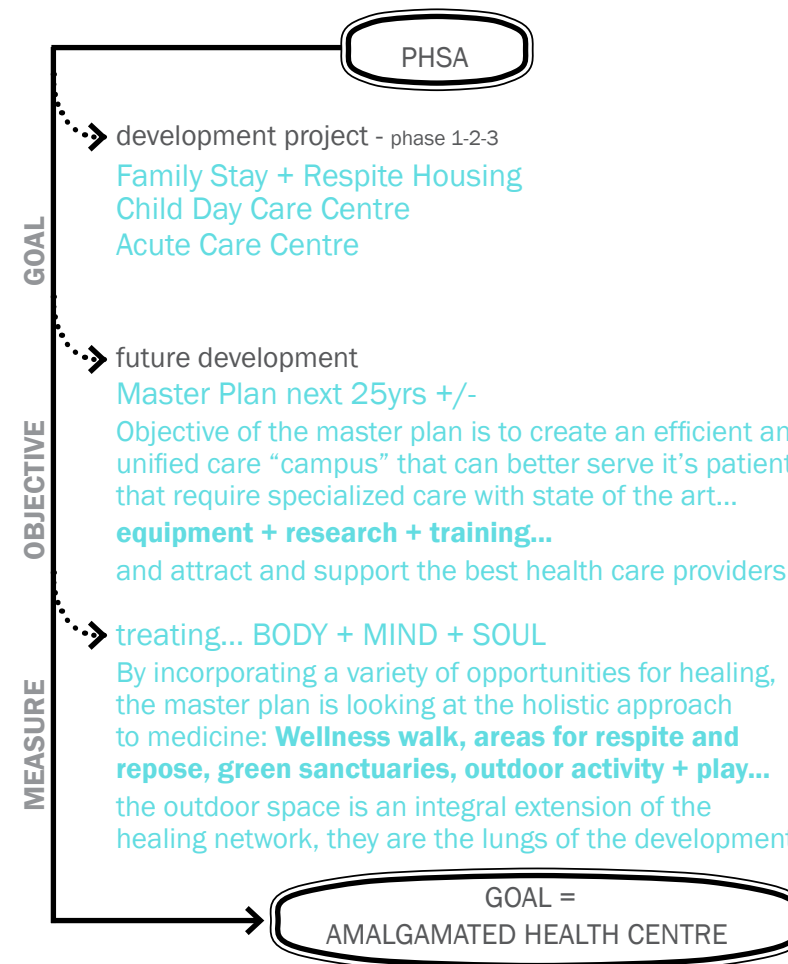 PHSA
development project - phase 1-2-3
Family Stay + Respite Housing
Child Day Care Centre
Acute Care Centre
GOAL
future development
Master Plan next 25yrs +/-
Objective of the master plan is to create an efficient an
unified care “campus” that can better serve it’s patient
that require specialized care with state of the art...
equipment + research + training...
and attract and support the best health care providers
OBJECTIVE
treating... BODY + MIND + SOUL
By incorporating a variety of opportunities for healing,
the master plan is looking at the holistic approach
to medicine: Wellness walk, areas for respite and
repose, green sanctuaries, outdoor activity + play...
the outdoor space is an integral extension of the
healing network, they are the lungs of the development
MEASURE
GOAL =
AMALGAMATED HEALTH CENTRE